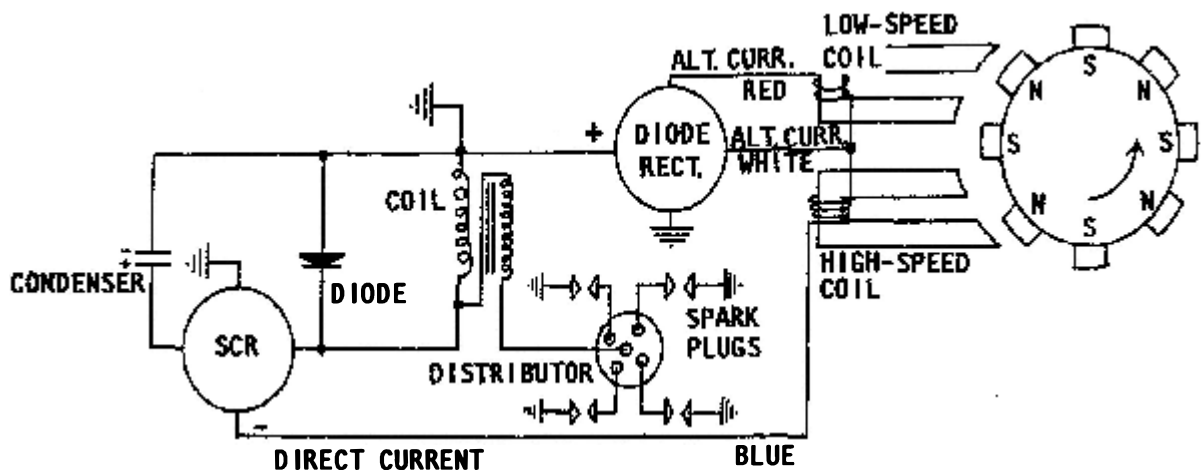 LOW-SPEED
COIL
ALT. CURR.
RED
+
DIODE
RECT.
ALT. CURR.
WHITE
S
N
N
S
S
N
N
S
COIL
- +
CONDENSER
DIODE
HIGH-SPEED
COIL
SCR
SPARK
PLUGS
DISTRIBUTOR
-
DIRECT CURRENT
BLUE